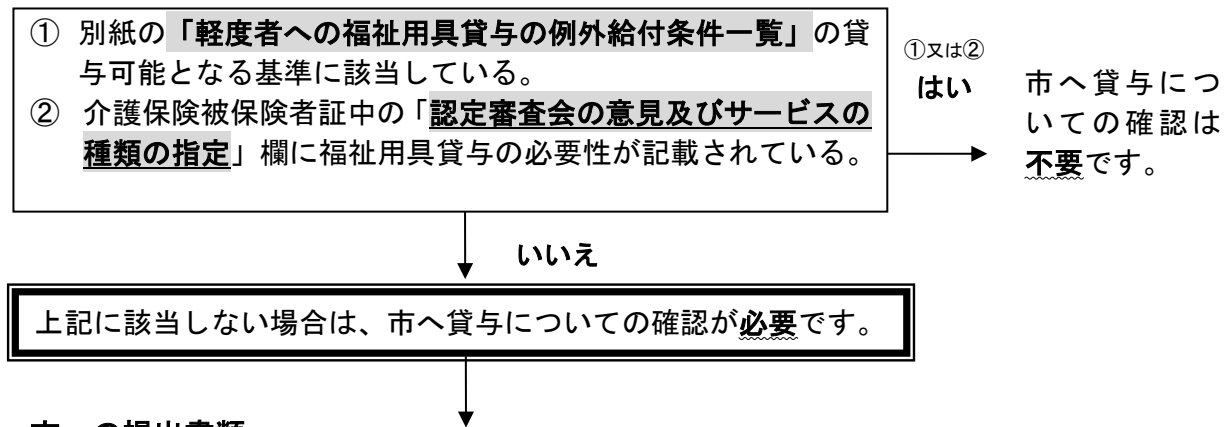 ① 別紙の「軽度者への福祉用具貸与の例外給付条件一覧」の貸
与可能となる基準に該当している。
② 介護保険被保険者証中の「認定審査会の意見及びサービスの
種類の指定」欄に福祉用具貸与の必要性が記載されている。
①又は②
はい
市へ貸与につ
いての確認は
不要です。
いいえ
上記に該当しない場合は、市へ貸与についての確認が必要です。